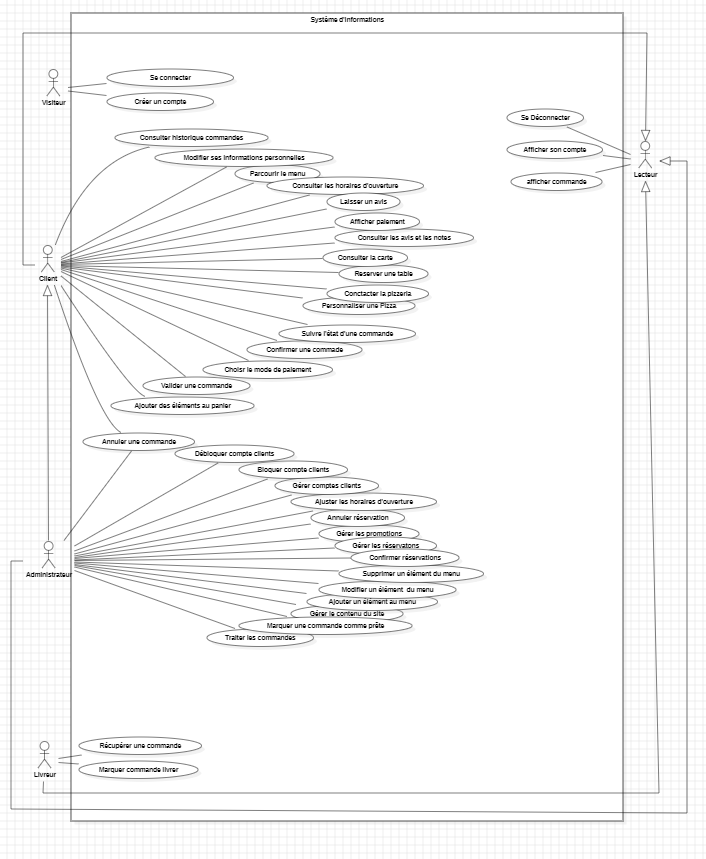 Système d'informations
Se connecter
Visiteur
Créer un compte
Se Déconnecter
Consulter historique commandes
Afficher son compte
Modifier ses informations personnelles
Parcourir le menu
Lecteur
afficher commande
Consulter les horaires d'ouverture
Laisser un avis
Afficher paiement
Consulter les avis et les notes
Consulter la carte
Reserver une table
Client
Conctacter la pizzeria
Personnaliser une Pizza
Suivre l'état d'une commande
Confirmer une commade
Choisr le mode de paiement
Valider une commande
Ajouter des éléments au panier
Annuler une commande
Débloquer compte clients
Bloquer compte clients
Gérer comptes clients
Ajuster les horaires d'ouverture
Annuler réservation
Gérer les promotions
Gérer les réservatons
Confirmer réservations
Administrateur
Supprimer un élément du menu
Modifier un élément du menu
Ajouter un élement au menu
Gérer le contenu du site
Marquer une commande comme prête
Traiter les commandes
Récupérer une commande
Livreur
Marquer commande livrer